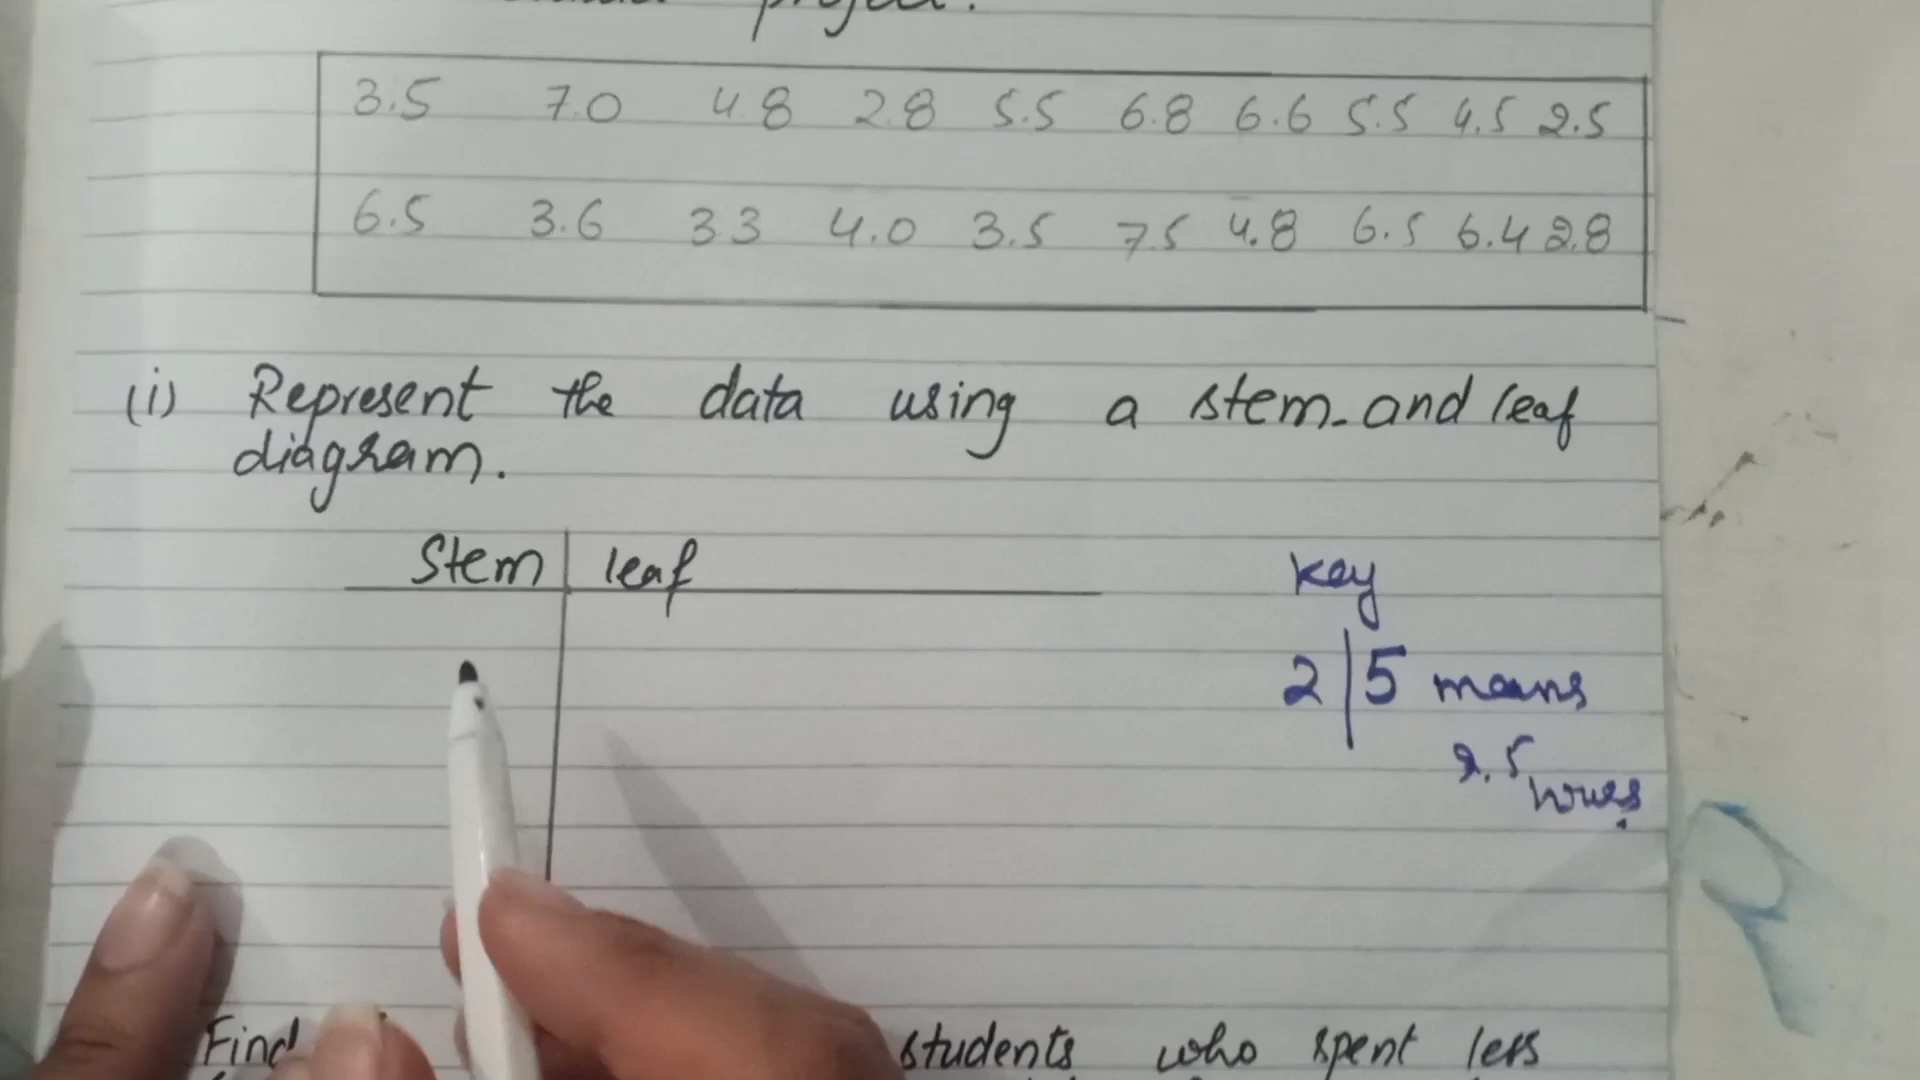 project.
3.5 7.0 4.8 2.8 5.5 6.8 6.6 5.5 4.5 2.5
6.5 3.6 3.3 4.0 3.5 7.5 4.8 6.5 6.4 2.8
(i) Represent the data using a stem-and leaf
diagram.
Stem leaf
key
2|5 means
2.5
hours
Find students who spent less